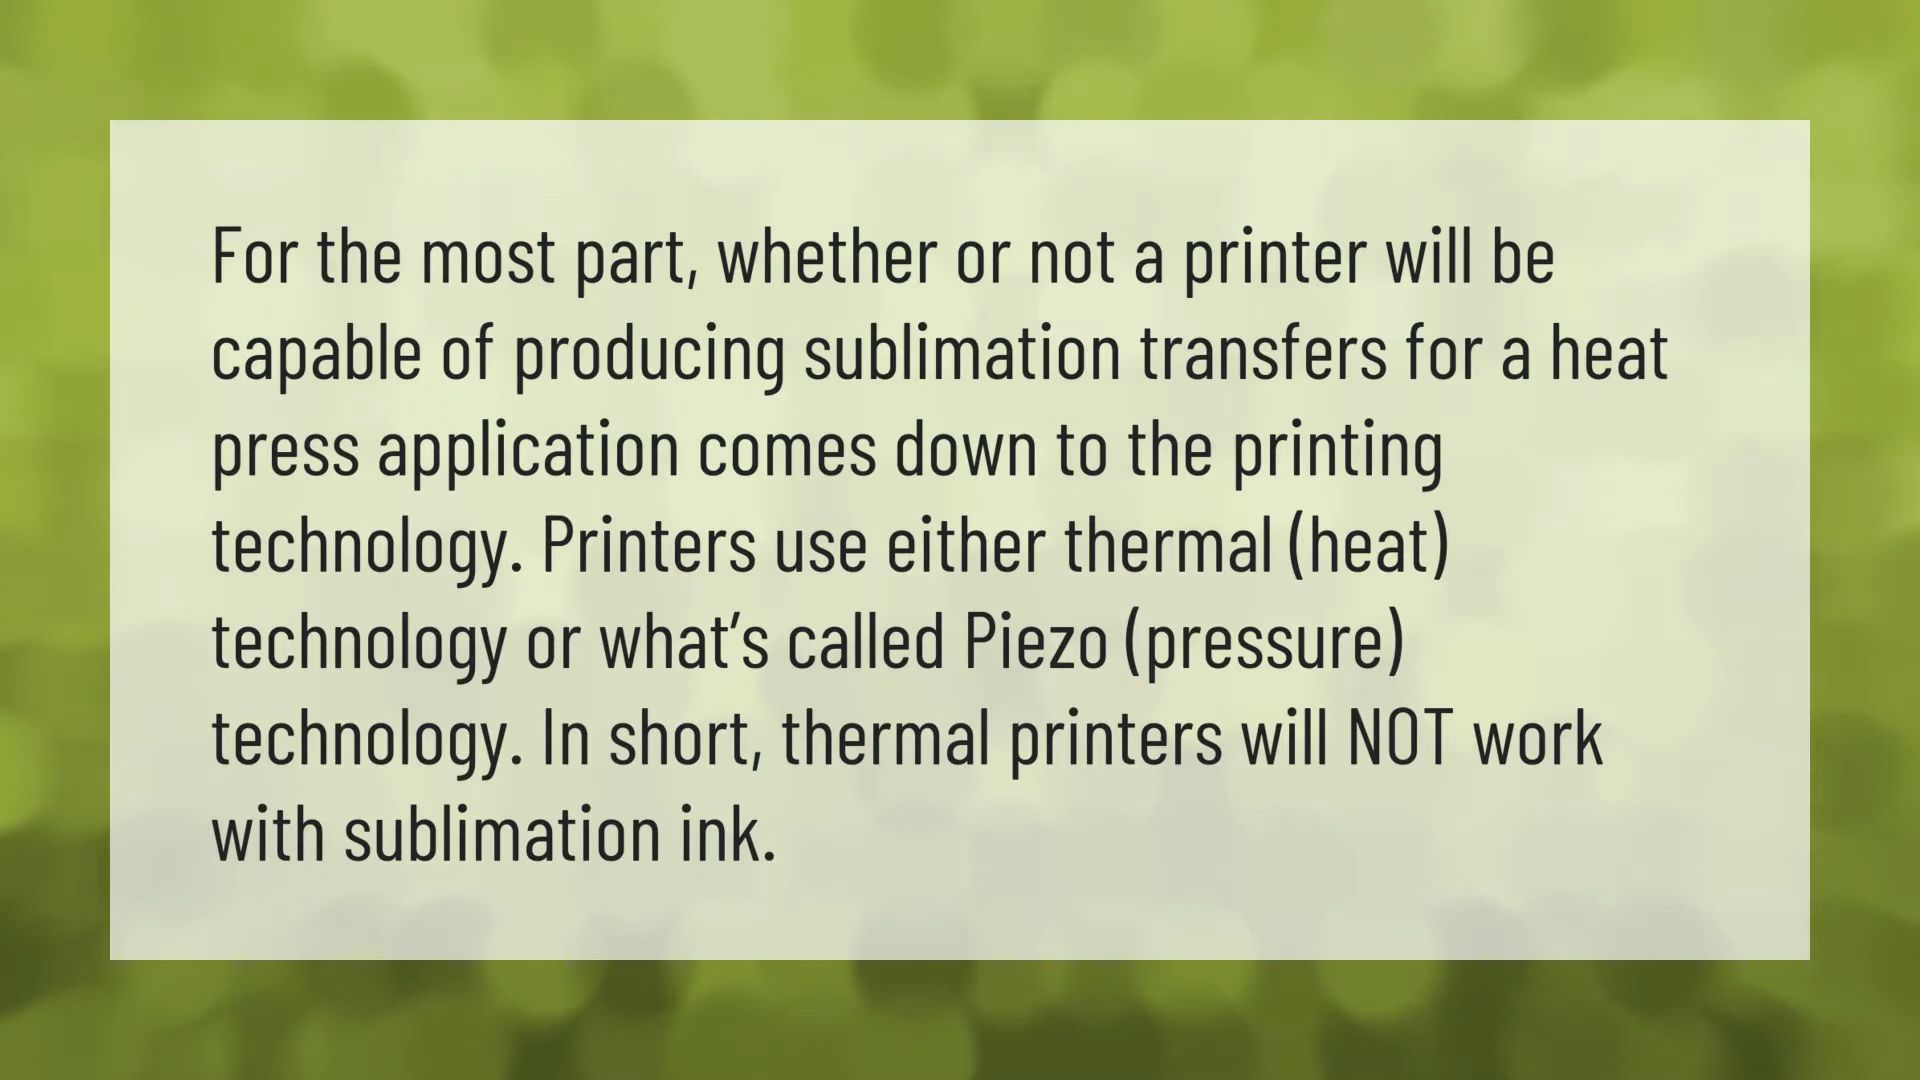 For the most part, whether or not a printer will be
capable of producing sublimation transfers for a heat
press application comes down to the printing
technology. Printers use either thermal (heat)
technology or what’s called Piezo (pressure)
technology. In short, thermal printers will NOT work
with sublimation ink.